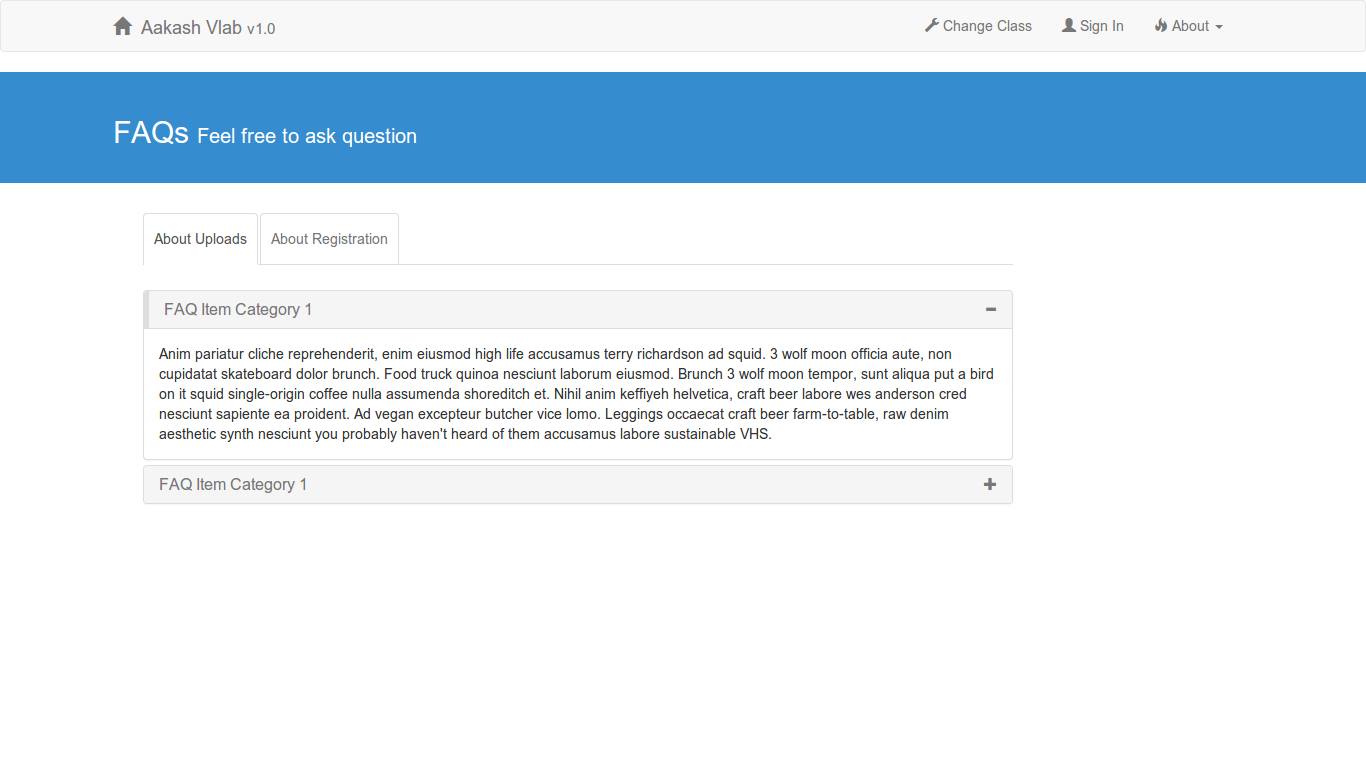 Aakash Vlab v1.0
Change Class
Sign In
About
FAQs Feel free to ask question
About Uploads
About Registration
FAQ Item Category 1
Anim pariatur cliche reprehenderit, enim eiusmod high life accusamus terry richardson ad squid. 3 wolf moon officia aute, non
cupidatat skateboard dolor brunch. Food truck quinoa nesciunt laborum eiusmod. Brunch 3 wolf moon tempor, sunt aliqua put a bird
on it squid single-origin coffee nulla assumenda shoreditch et. Nihil anim keffiyeh helvetica, craft beer labore wes anderson cred
nesciunt sapiente ea proident. Ad vegan excepteur butcher vice lomo. Leggings occaecat craft beer farm-to-table, raw denim
aesthetic synth nesciunt you probably haven't heard of them accusamus labore sustainable VHS.
FAQ Item Category 1